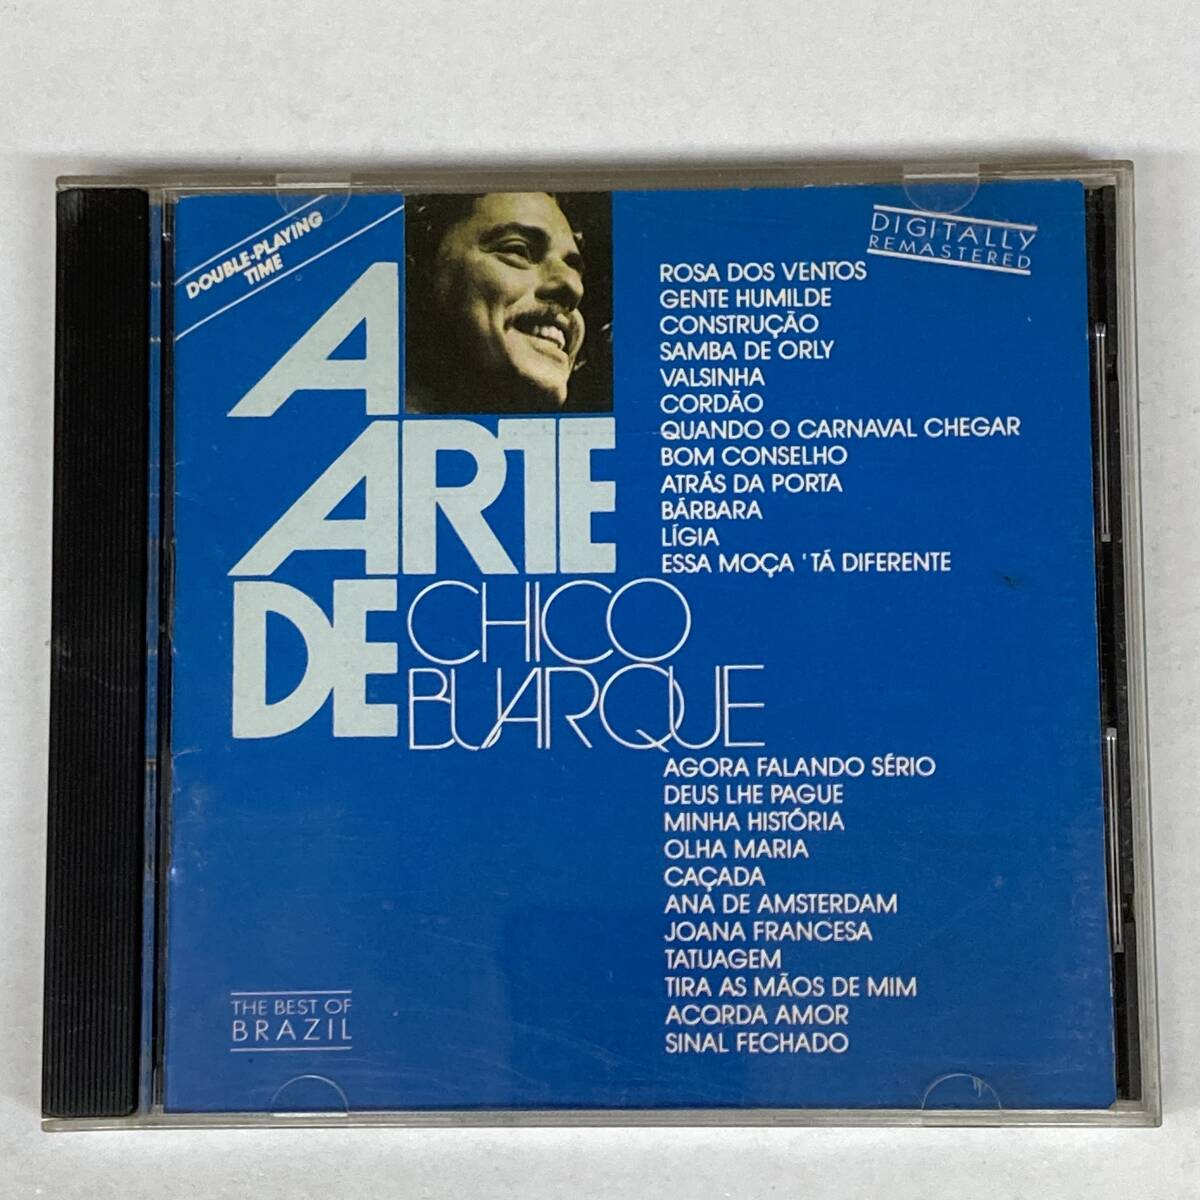 DOUBLE-PLAYING
TIME
DIGITALLY
REMASTERED
A
ARTE
DE
CHICO
BUARQUE
ROSA DOS VENTOS
GENTE HUMILDE
CONSTRUÇÃO
SAMBA DE ORLY
VALSINHA
CORDÃO
QUANDO O CARNAVAL CHEGAR
BOM CONSELHO
ATRÁS DA PORTA
BÁRBARA
LÍGIA
ESSA MOÇA 'TÁ DIFERENTE
AGORA FALANDO SÉRIO
DEUS LHE PAGUE
MINHA HISTÓRIA
OLHA MARIA
CAÇADA
ANA DE AMSTERDAM
JOANA FRANCESA
TATUAGEM
TIRA AS MÃOS DE MIM
ACORDA AMOR
SINAL FECHADO
THE BEST OF
BRAZIL